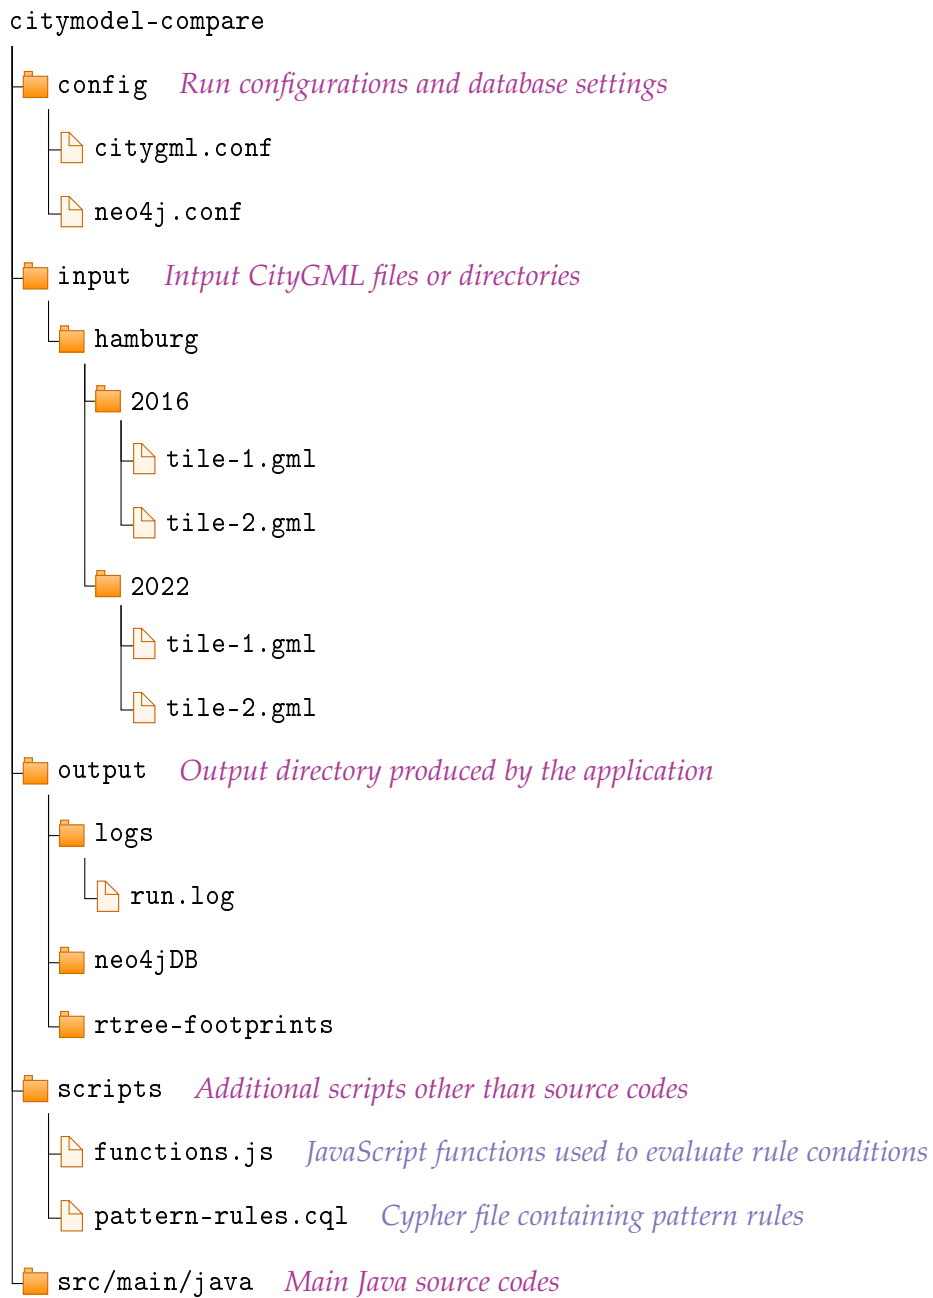 citymodel-compare
config Run configurations and database settings
citygml.conf
neo4j.conf
input Intput CityGML files or directories
hamburg
2016
tile-1.gml
tile-2.gml
2022
tile-1.gml
tile-2.gml
output Output directory produced by the application
logs
run.log
neo4jDB
rtree-footprints
scripts Additional scripts other than source codes
functions.js JavaScript functions used to evaluate rule conditions
pattern-rules.cql Cypher file containing pattern rules
src/main/java Main Java source codes